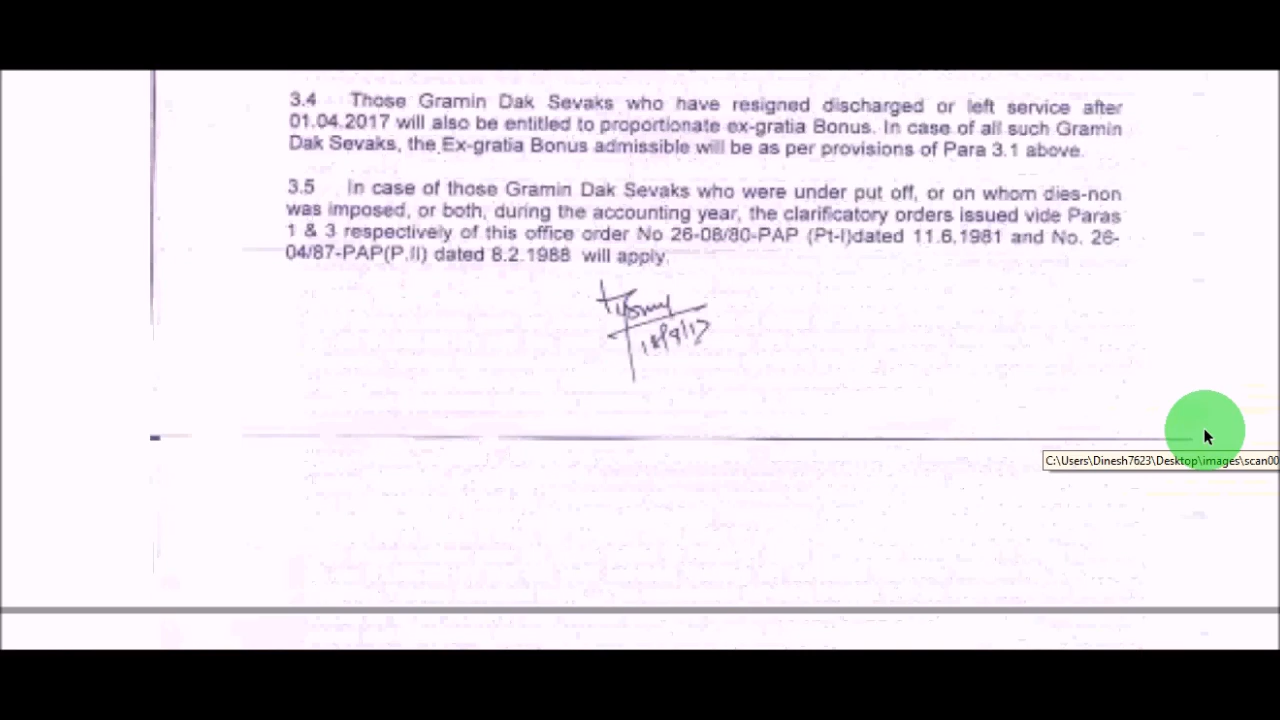 3.4 Those Gramin Dak Sevaks who have resigned discharged or left service after
01.04.2017 will also be entitled to proportionate ex-gratia Bonus. In case of all such Gramin
Dak Sevaks, the Ex-gratia Bonus admissible will be as per provisions of Para 3.1 above.
3.5 In case of those Gramin Dak Sevaks who were under put off, or on whom dies-non
was imposed, or both, during the accounting year, the clarificatory orders issued vide Paras
1 & 3 respectively of this office order No 26-08/80-PAP (Pt-I)dated 11.6.1981 and No. 26-
04/87-PAP(P.II) dated 8.2.1988 will apply.
C:\Users\Dinesh7623\Desktop\images\scan00